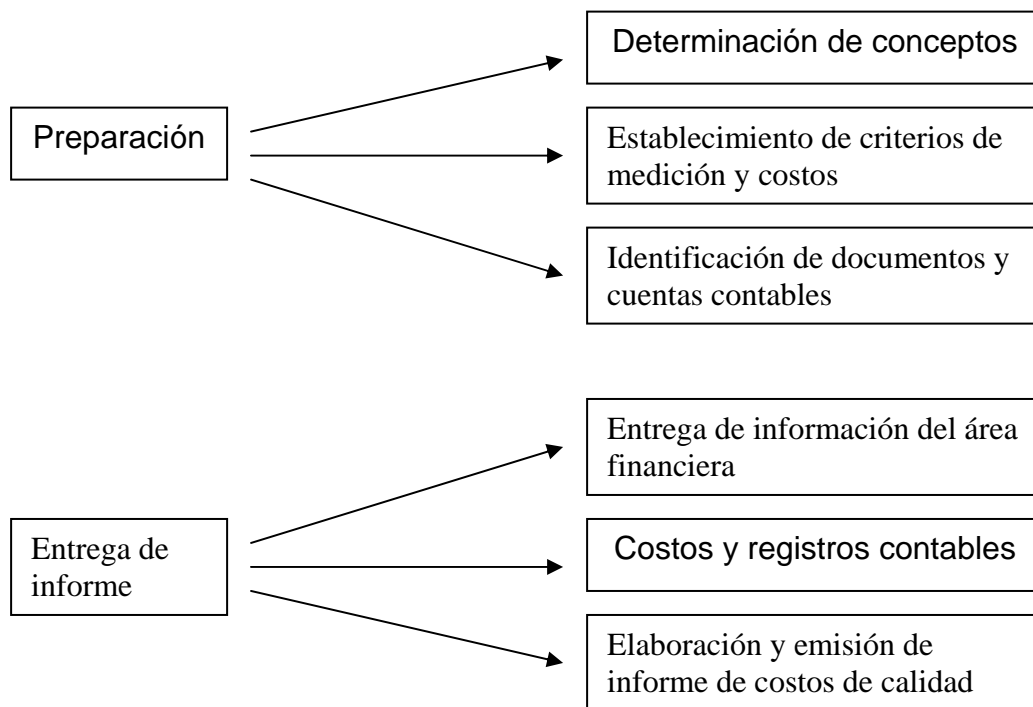 Determinación de conceptos
Preparación
Establecimiento de criterios de
medición y costos
Identificación de documentos y
cuentas contables
Entrega de información del área
financiera
Entrega de
informe
Costos y registros contables
Elaboración y emisión de
informe de costos de calidad